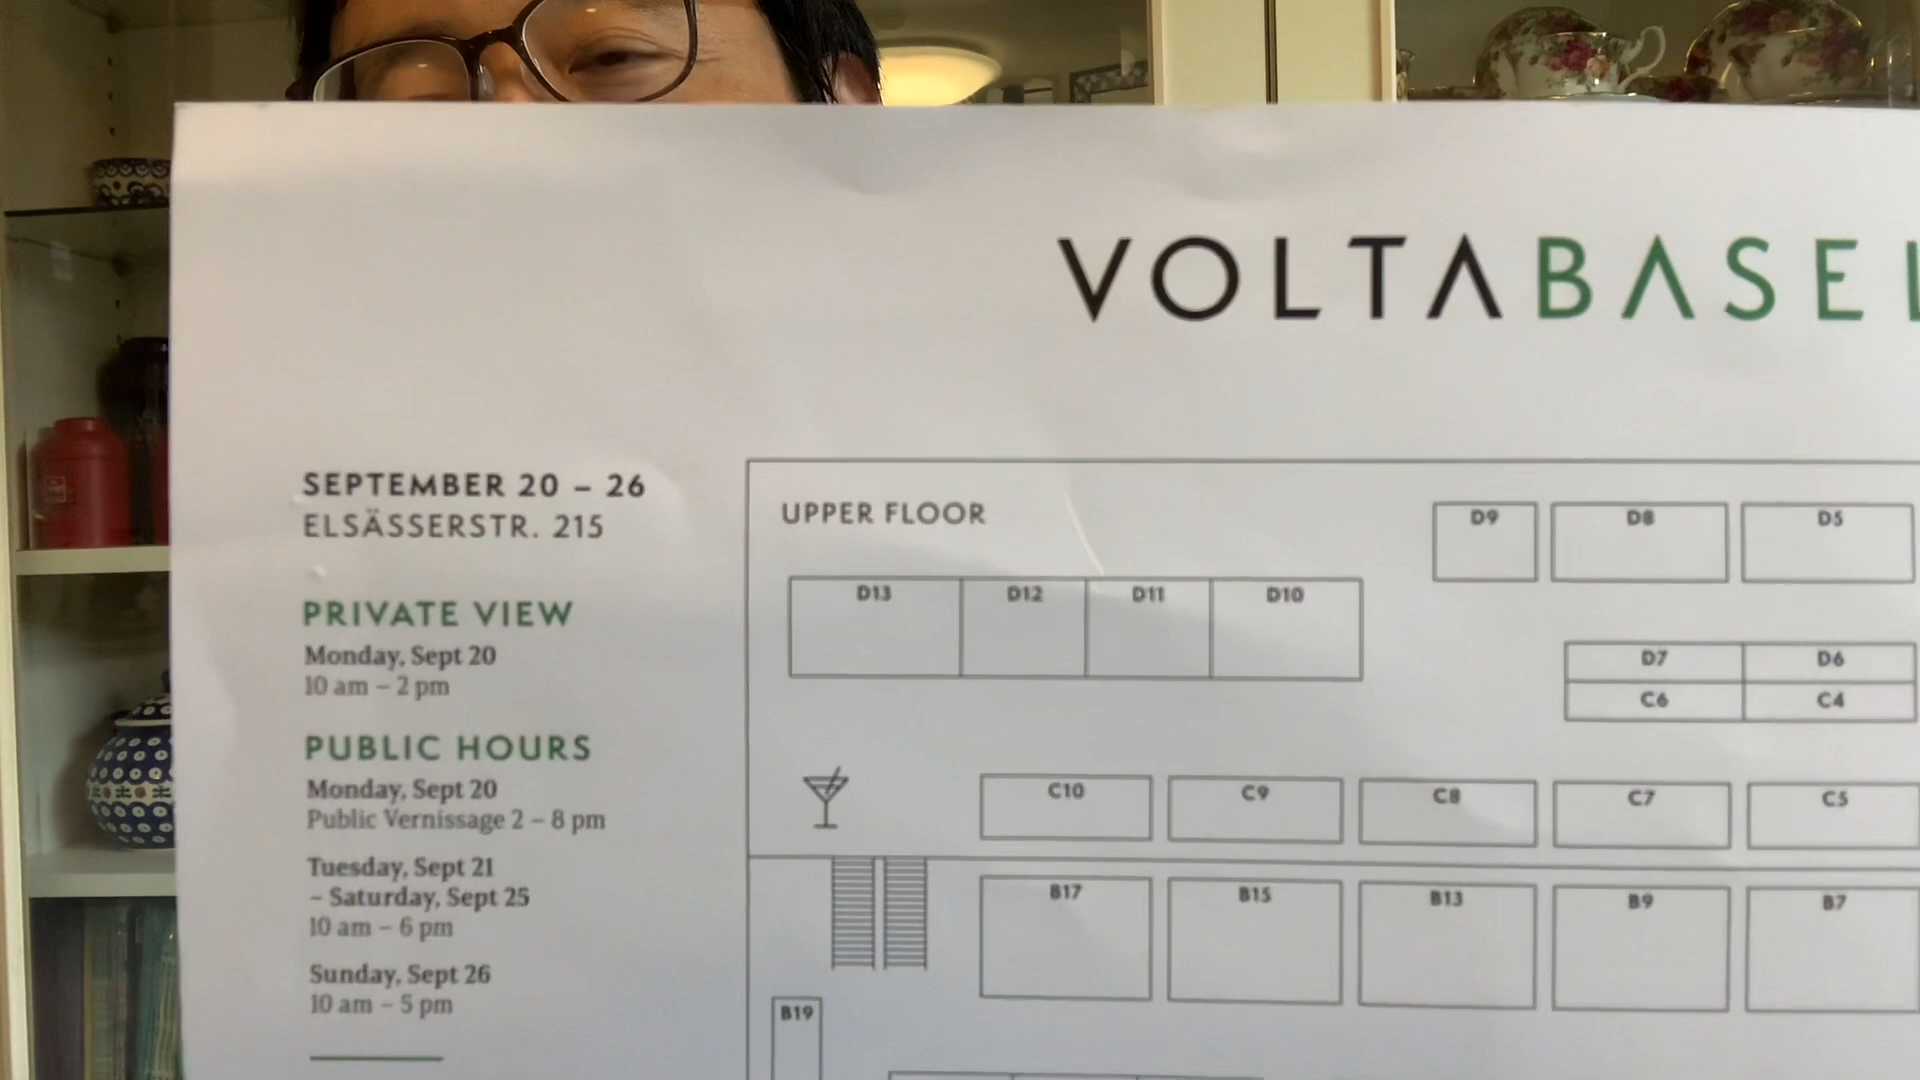 VOLTABASEL
SEPTEMBER 20 – 26
ELSÄSSERSTR. 215
PRIVATE VIEW
Monday, Sept 20
10 am – 2 pm
PUBLIC HOURS
Monday, Sept 20
Public Vernissage 2 – 8 pm
Tuesday, Sept 21
– Saturday, Sept 25
10 am – 6 pm
Sunday, Sept 26
10 am – 5 pm
UPPER FLOOR
D9 D8 D5
D13 D12 D11 D10
D7 D6
C6 C4
C10 C9 C8 C7 C5
B17 B15 B13 B9 B7
B19